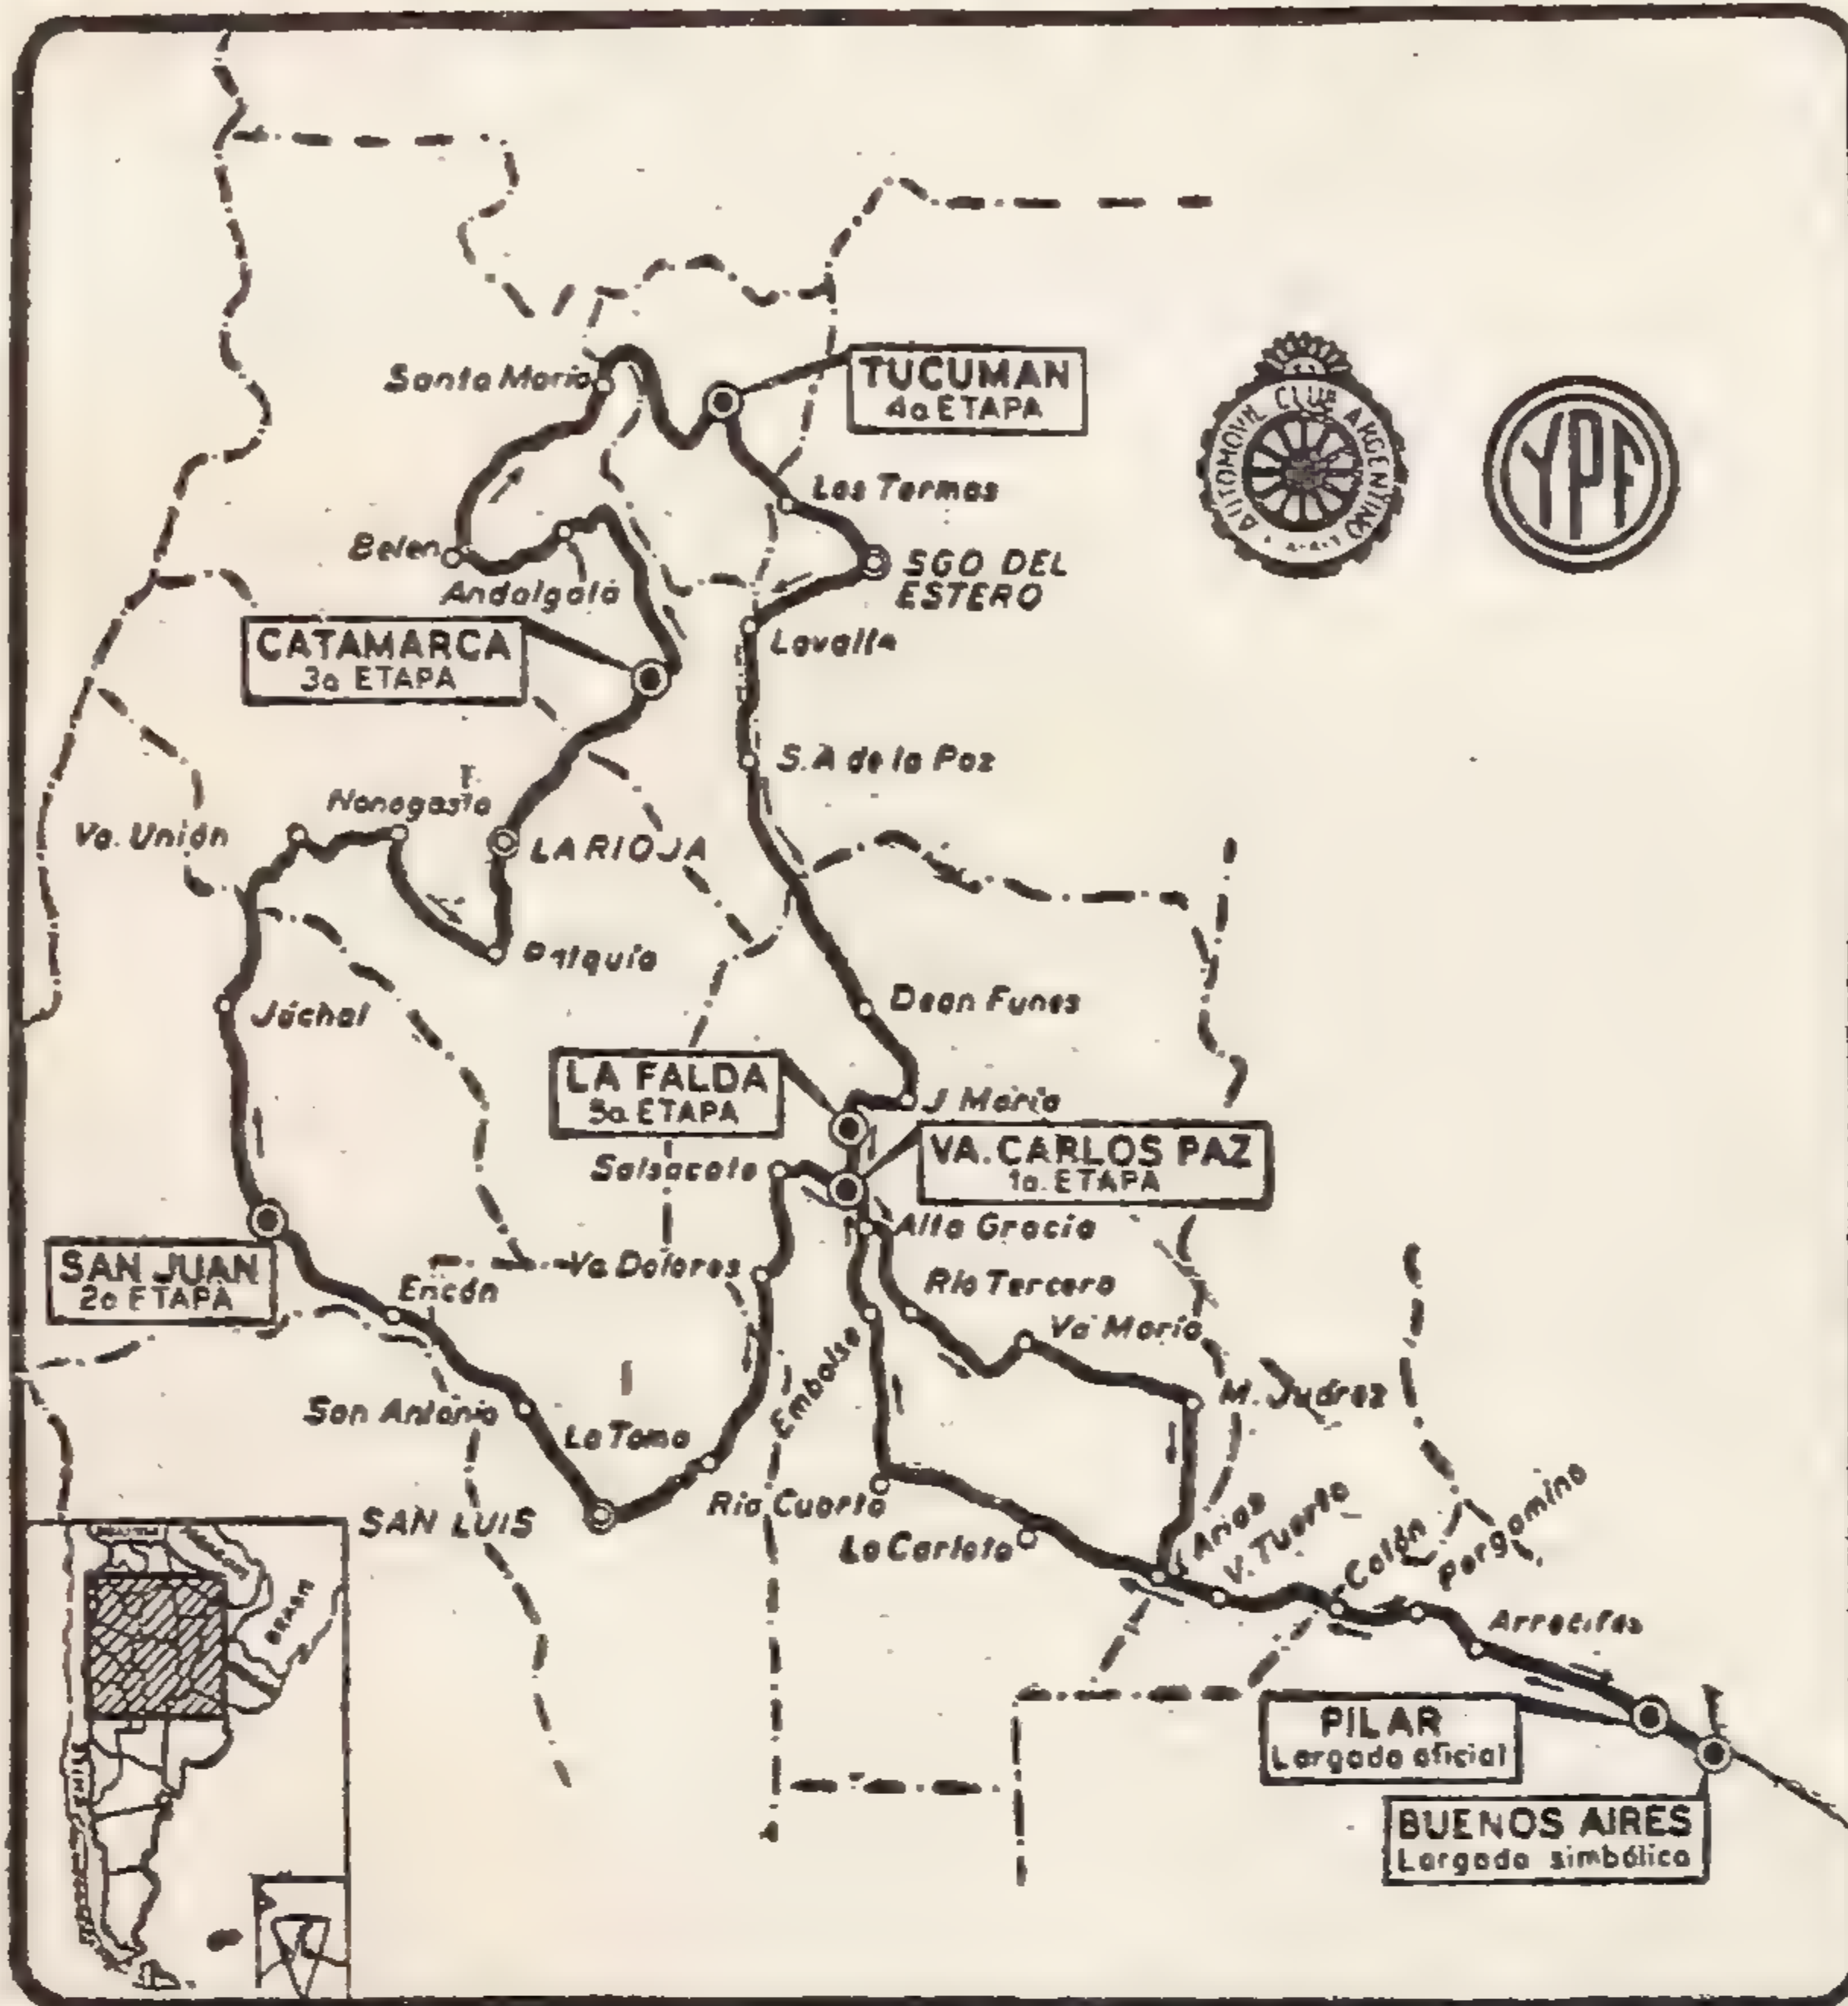 Santa Maria
TUCUMAN
4a ETAPA
AUTOMOVIL CLUB ARGENTINO
YPF
Las Termas
Belen
SGO DEL
ESTERO
Andalgalá
Lavalle
CATAMARCA
3a ETAPA
S.A de la Paz
Nonogasta
Va. Unión
LA RIOJA
Patquia
Jáchal
Dean Funes
LA FALDA
5a ETAPA
J Maria
VA. CARLOS PAZ
1a. ETAPA
Salsacate
Alta Gracia
SAN JUAN
2a ETAPA
Va Dolores
Encón
Rio Tercero
Va Maria
Embalse
M. Juárez
San Antonio
La Toma
Rio Cuarto
SAN LUIS
La Carlota
Arias
V. Tuerto
Colón
Pergamino
BRASIL
Arrecifes
PILAR
Largada oficial
CHILE
BUENOS AIRES
Largada simbólica